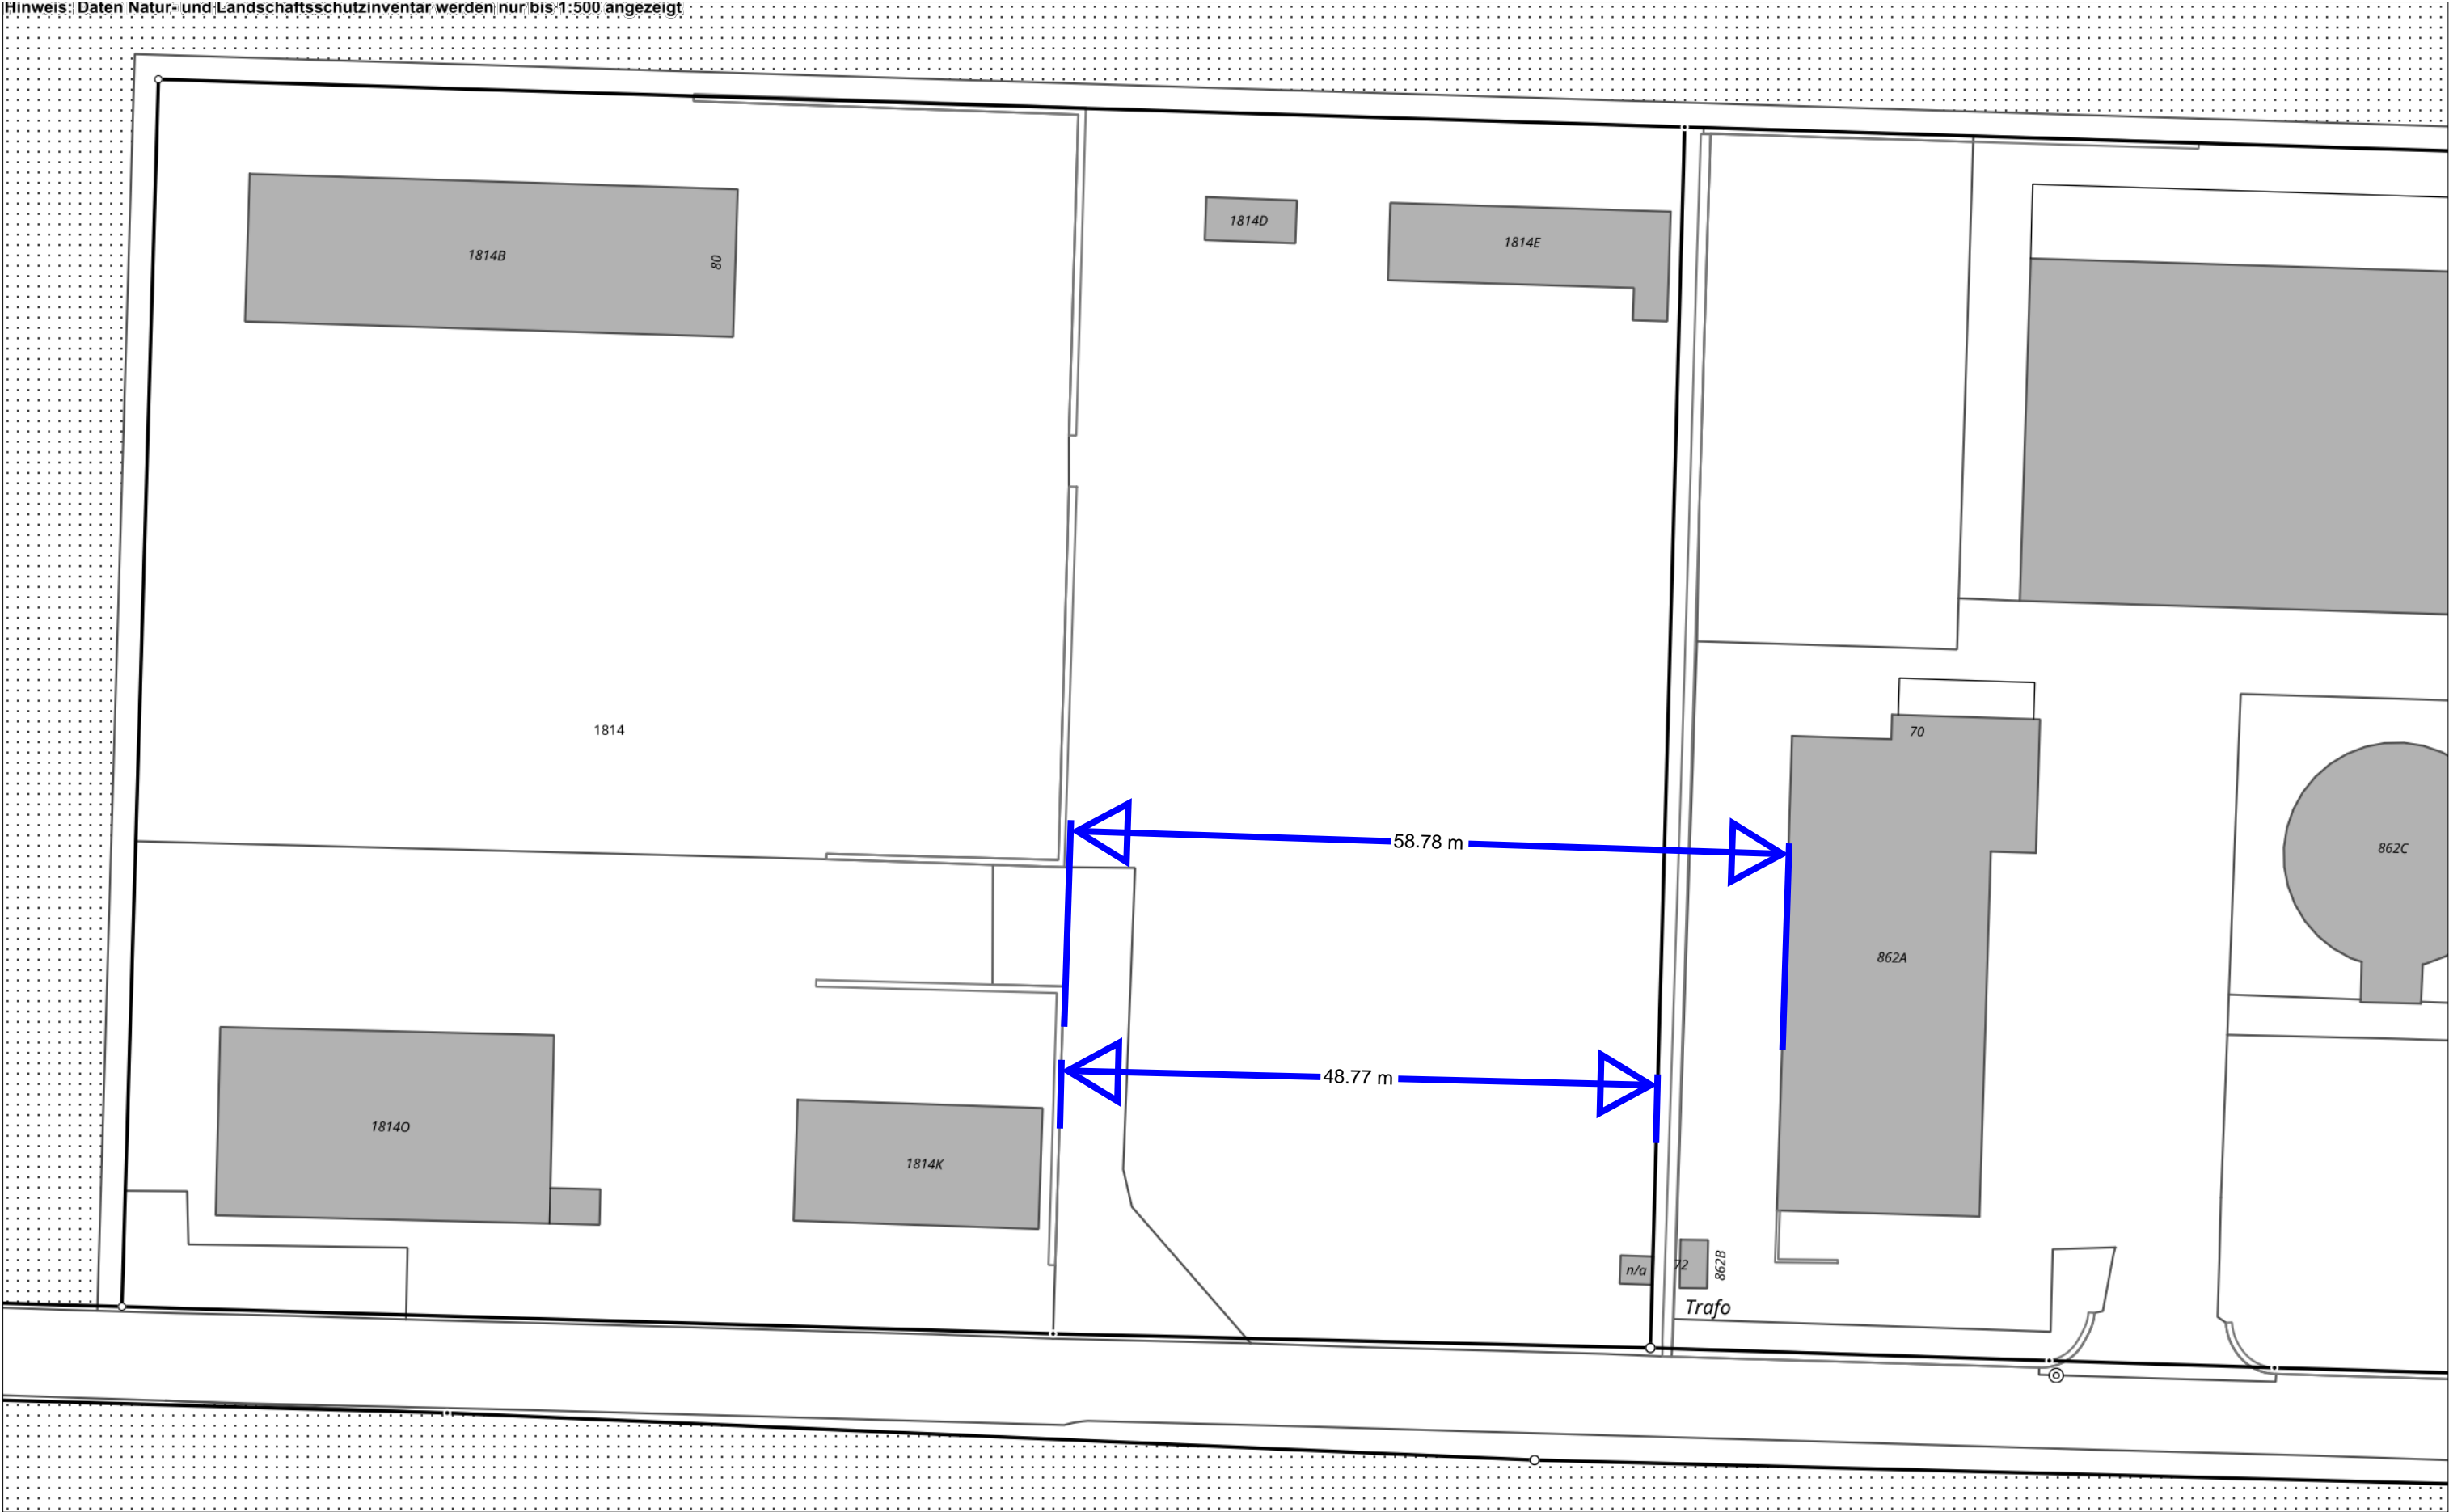 Hinweis: Daten Natur- und Landschaftsschutzinventar werden nur bis 1:500 angezeigt
1814B
80
1814D
1814E
1814
70
58.78 m
862C
862A
48.77 m
1814O
1814K
n/a
72
862B
Trafo